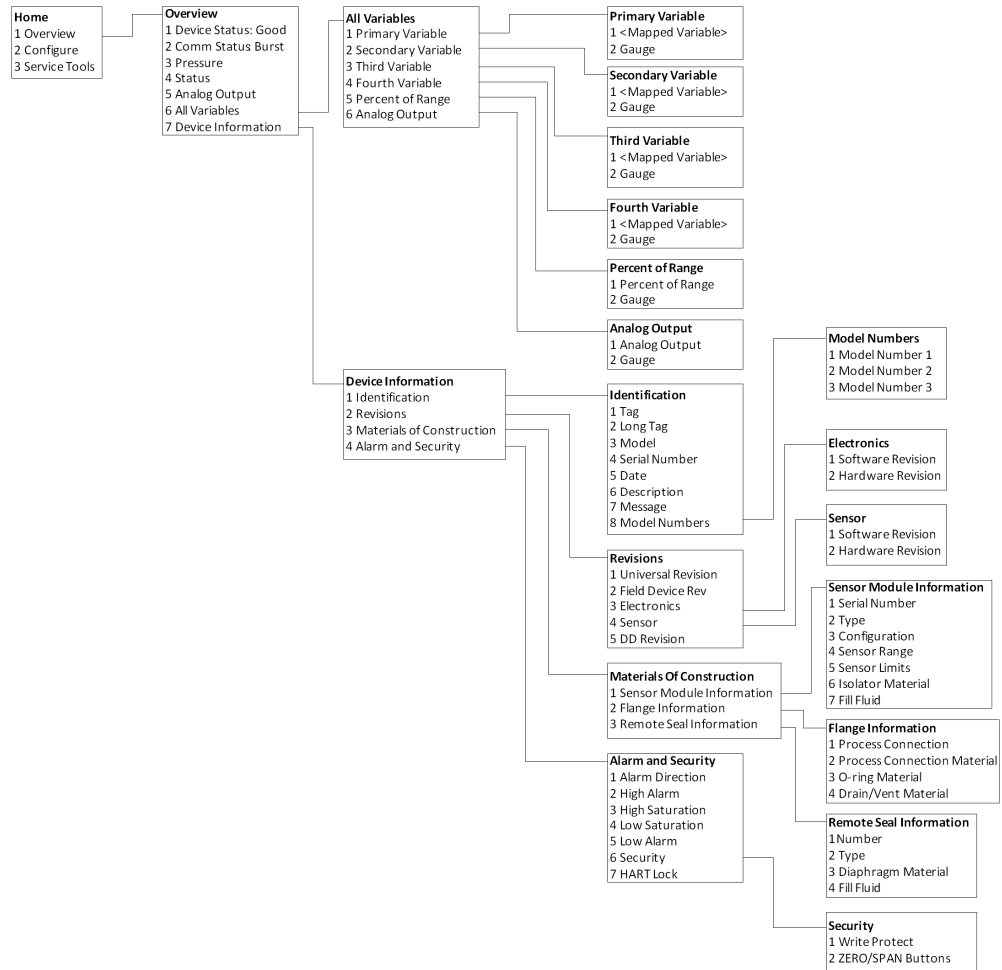 Home
1 Overview
2 Configure
3 Service Tools
Overview
1 Device Status: Good
2 Comm Status: Burst
3 Pressure
4 Status
5 Analog Output
6 All Variables
7 Device Information
All Variables
1 Primary Variable
2 Secondary Variable
3 Third Variable
4 Fourth Variable
5 Percent of Range
6 Analog Output
Primary Variable
1 <Mapped Variable>
2 Gauge
Secondary Variable
1 <Mapped Variable>
2 Gauge
Third Variable
1 <Mapped Variable>
2 Gauge
Fourth Variable
1 <Mapped Variable>
2 Gauge
Percent of Range
1 Percent of Range
2 Gauge
Analog Output
1 Analog Output
2 Gauge
Device Information
1 Identification
2 Revisions
3 Materials of Construction
4 Alarm and Security
Identification
1 Tag
2 Long Tag
3 Model
4 Serial Number
5 Date
6 Description
7 Message
8 Model Numbers
Model Numbers
1 Model Number 1
2 Model Number 2
3 Model Number 3
Revisions
1 Universal Revision
2 Field Device Rev
3 Electronics
4 Sensor
5 DD Revision
Electronics
1 Software Revision
2 Hardware Revision
Sensor
1 Software Revision
2 Hardware Revision
Materials Of Construction
1 Sensor Module Information
2 Flange Information
3 Remote Seal Information
Sensor Module Information
1 Serial Number
2 Type
3 Configuration
4 Sensor Range
5 Sensor Limits
6 Isolator Material
7 Fill Fluid
Flange Information
1 Process Connection
2 Process Connection Material
3 O-ring Material
4 Drain/Vent Material
Remote Seal Information
1Number
2 Type
3 Diaphragm Material
4 Fill Fluid
Alarm and Security
1 Alarm Direction
2 High Alarm
3 High Saturation
4 Low Saturation
5 Low Alarm
6 Security
7 HART Lock
Security
1 Write Protect
2 ZERO/SPAN Buttons